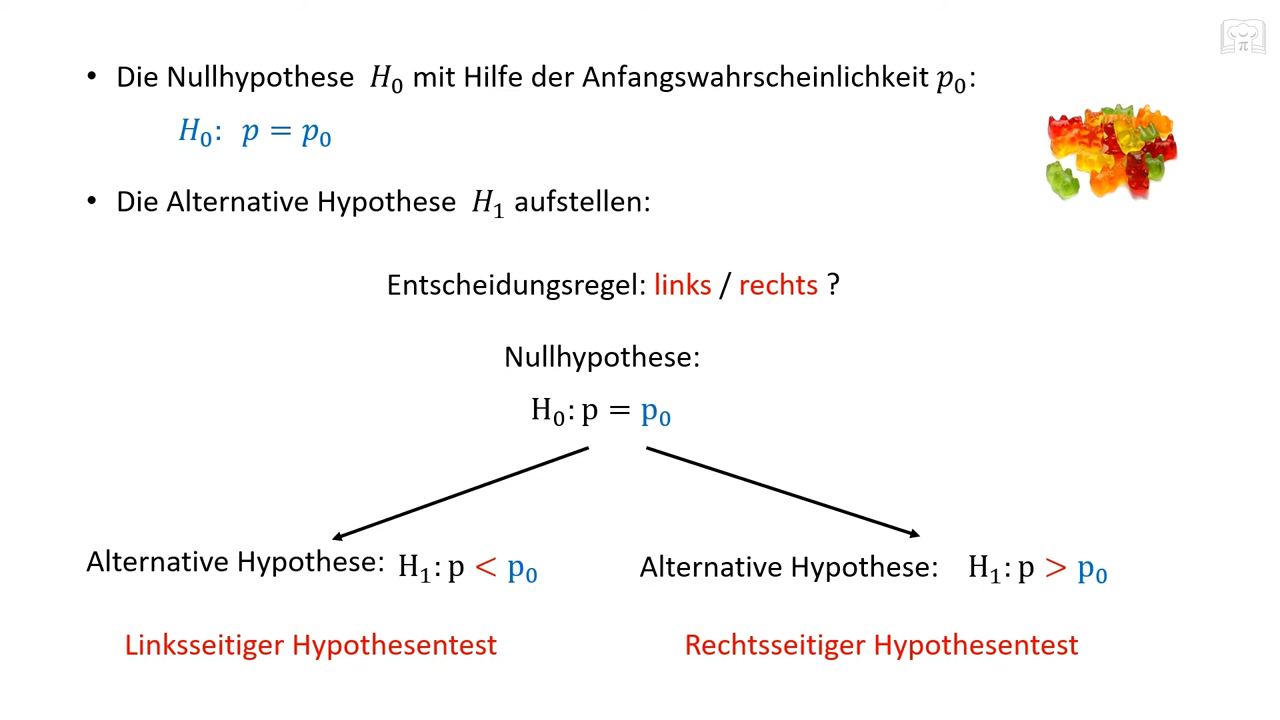 • Die Nullhypothese H₀ mit Hilfe der Anfangswahrscheinlichkeit p₀:
H₀: p = p₀
• Die Alternative Hypothese H₁ aufstellen:
Entscheidungsregel: links / rechts ?
Nullhypothese:
H₀: p = p₀
Alternative Hypothese: H₁: p < p₀
Alternative Hypothese: H₁: p > p₀
Linksseitiger Hypothesentest
Rechtsseitiger Hypothesentest
π